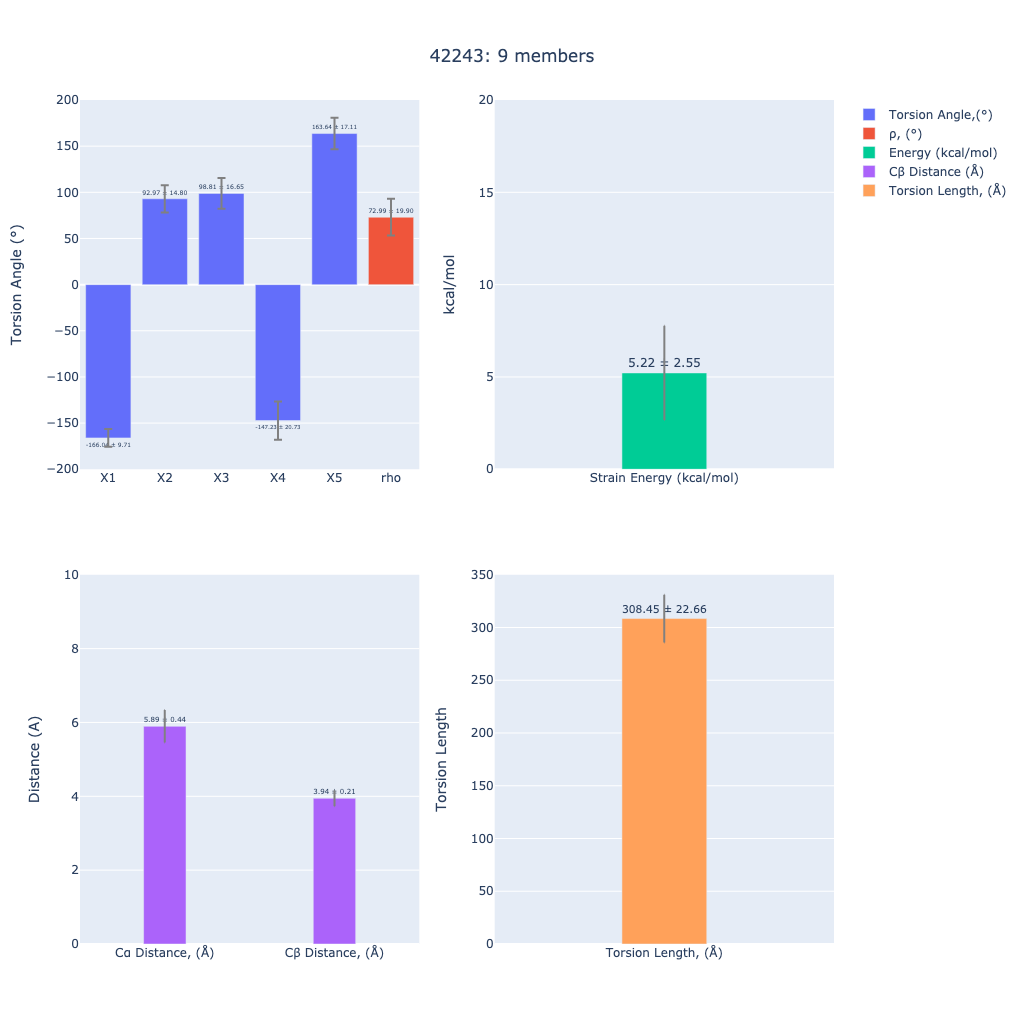 42243: 9 members
Torsion Angle (°)
200
150
100
50
0
−50
−100
−150
−200
92.97 ± 14.80
98.81 ± 16.65
163.64 ± 17.11
72.99 ± 19.90
± 9.71
-147.23 ± 20.73
X1 X2 X3 X4 X5 rho
kcal/mol
20
15
10
5
0
5.22 ± 2.55
Strain Energy (kcal/mol)
Torsion Angle,(°)
ρ, (°)
Energy (kcal/mol)
Cβ Distance (Å)
Torsion Length, (Å)
Distance (A)
10
8
6
4
2
0
5.89 ± 0.44
3.94 ± 0.21
Cα Distance, (Å) Cβ Distance, (Å)
Torsion Length
350
300
250
200
150
100
50
0
308.45 ± 22.66
Torsion Length, (Å)